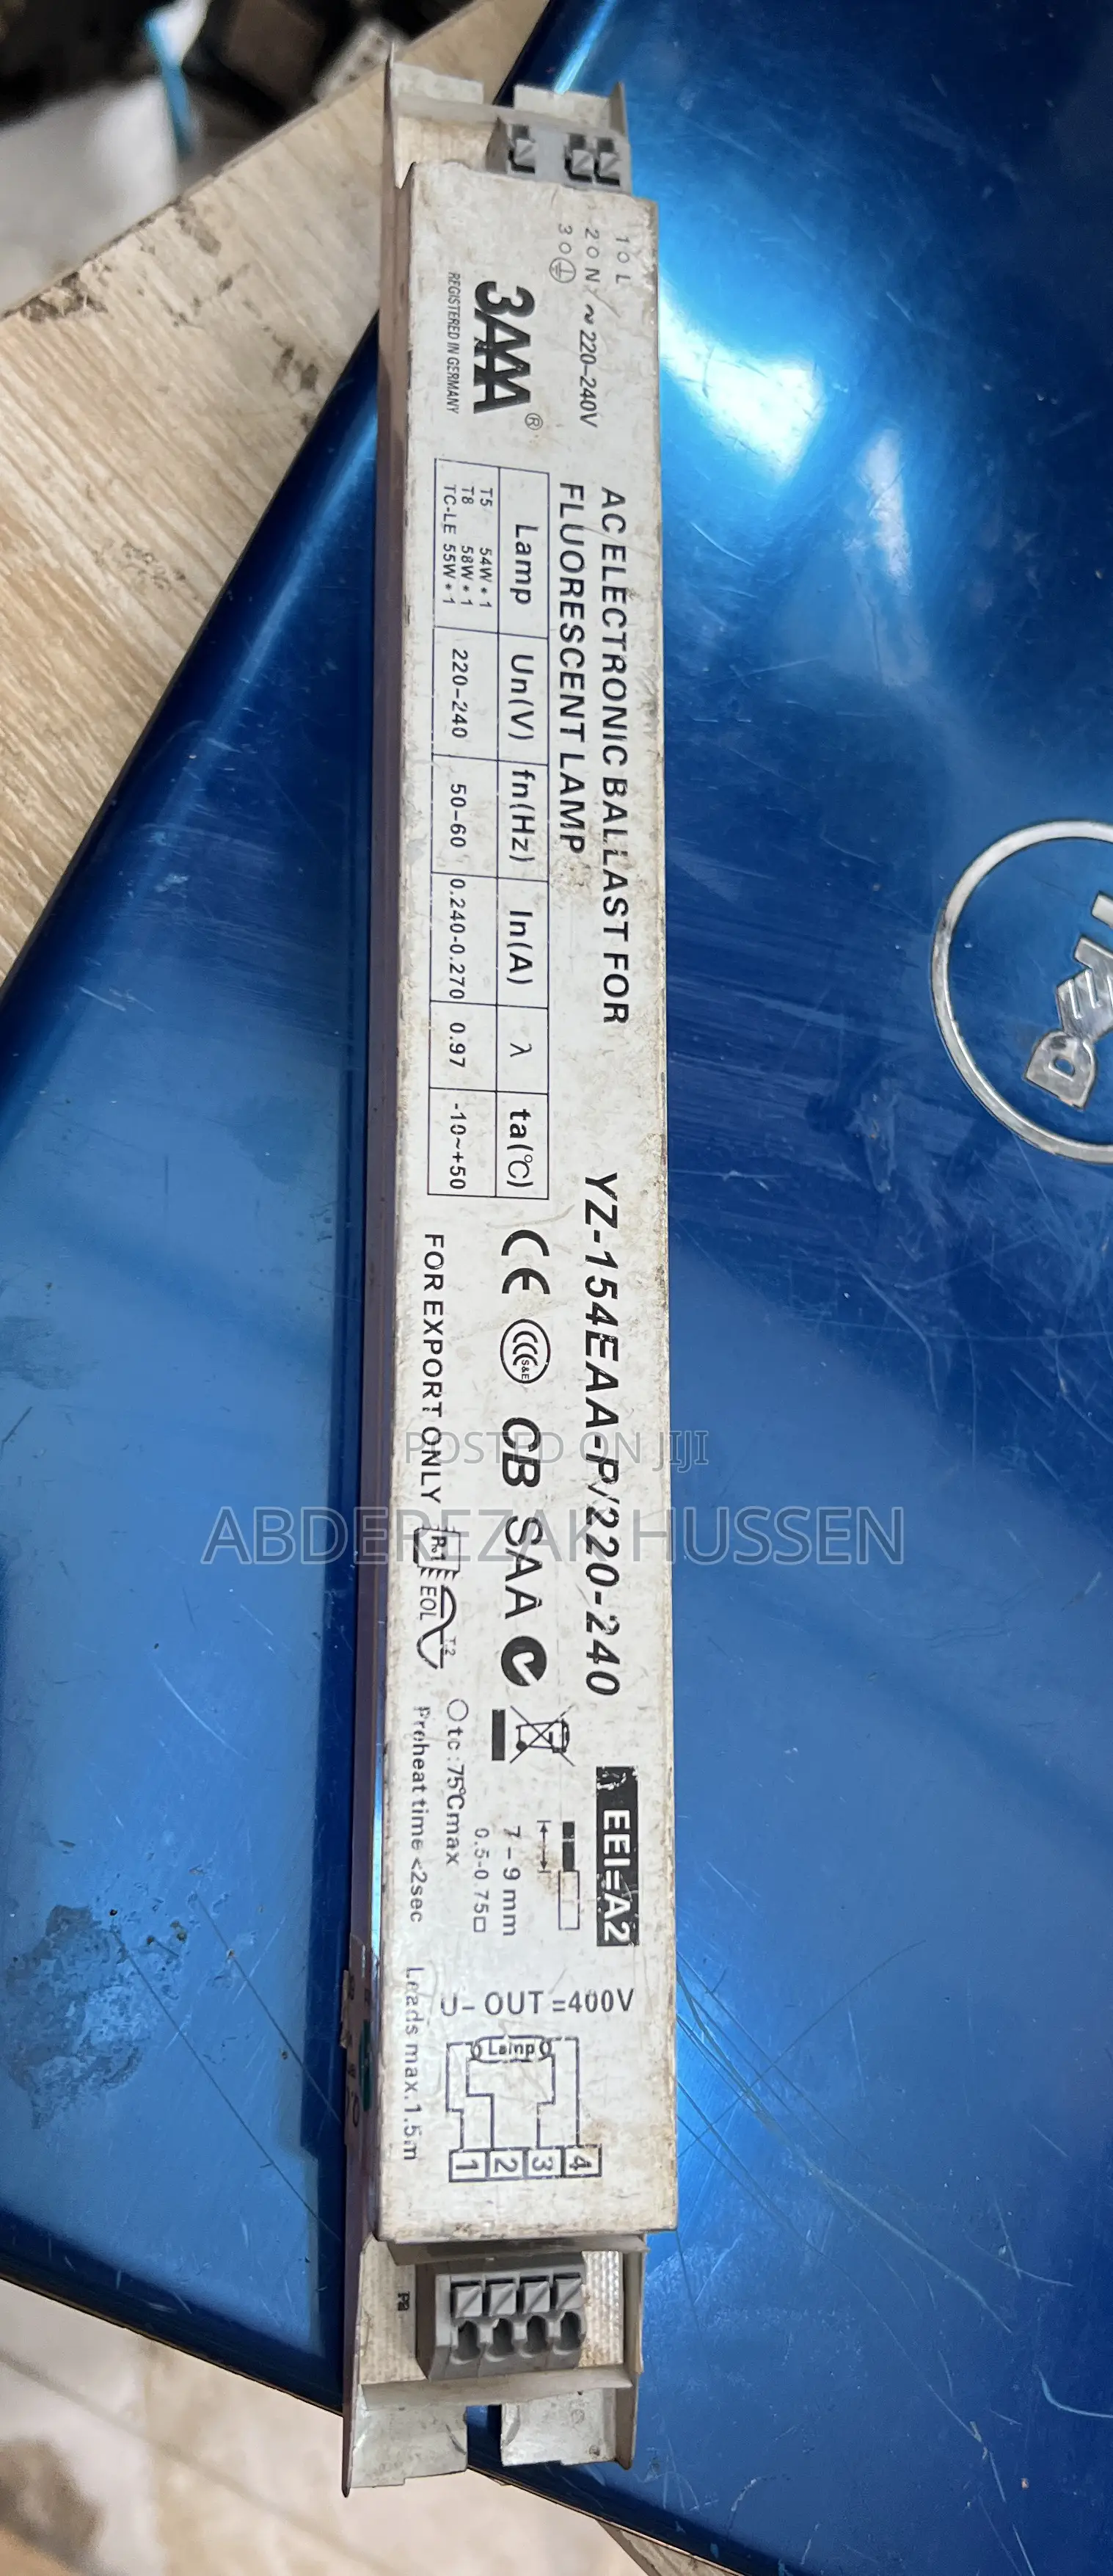 1 O L
2 O N ~ 220-240V
3 O
3AAA ®
REGISTERED IN GERMANY
AC ELECTRONIC BALLAST FOR
FLUORESCENT LAMP
Lamp Un(V) fn(Hz) In(A) λ ta(℃)
T5 54W*1
T8 58W*1
TC-LE 55W*1
220-240 50-60 0.240-0.270 0.97 -10~+50
YZ-154EAA-P/220-240
CE CCC S&E CB SAA
FOR EXPORT ONLY
EOL T2
EEI=A2
7-9 mm
0.5-0.75□
tc:75℃max
Preheat time <2sec
U- OUT =400V
Lamp
1 2 3 4
Leads max.1.5m
DELL
POSTED ON JIJI
ABDEREZAK HUSSEN